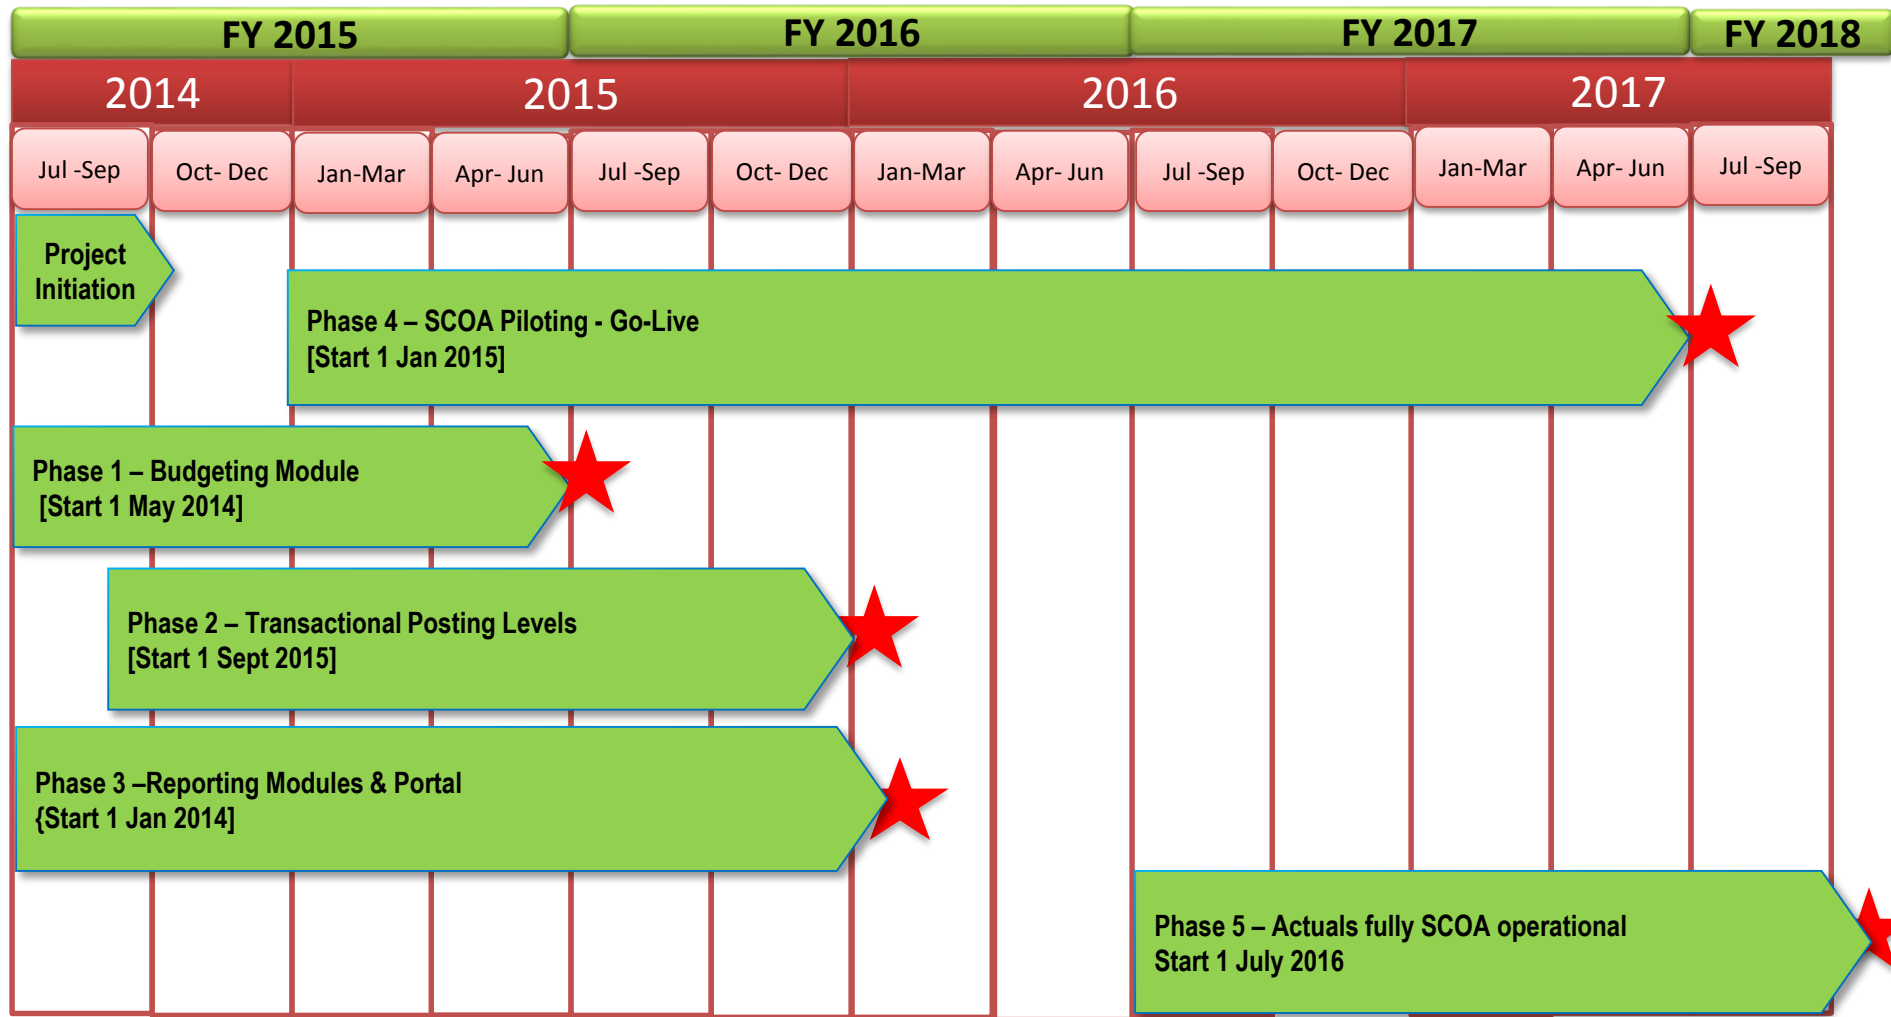 FY 2015 FY 2016 FY 2017 FY 2018
2014 2015 2016 2017
Jul -Sep Oct- Dec Jan-Mar Apr- Jun Jul -Sep Oct- Dec Jan-Mar Apr- Jun Jul -Sep Oct- Dec Jan-Mar Apr- Jun Jul -Sep
Project
Initiation
Phase 4 – SCOA Piloting - Go-Live
[Start 1 Jan 2015]
Phase 1 – Budgeting Module
[Start 1 May 2014]
Phase 2 – Transactional Posting Levels
[Start 1 Sept 2015]
Phase 3 –Reporting Modules & Portal
{Start 1 Jan 2014]
Phase 5 – Actuals fully SCOA operational
Start 1 July 2016